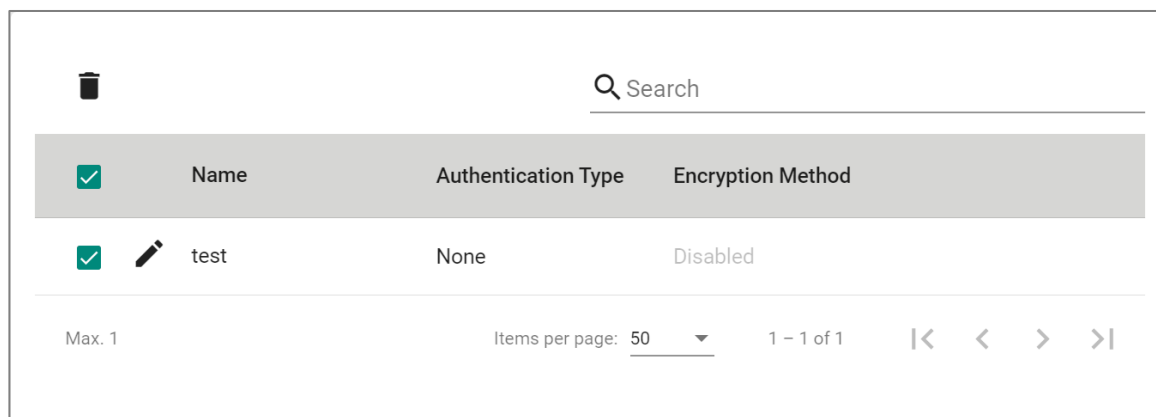 Search
Name Authentication Type Encryption Method
test None Disabled
Max. 1 Items per page: 50 1 – 1 of 1